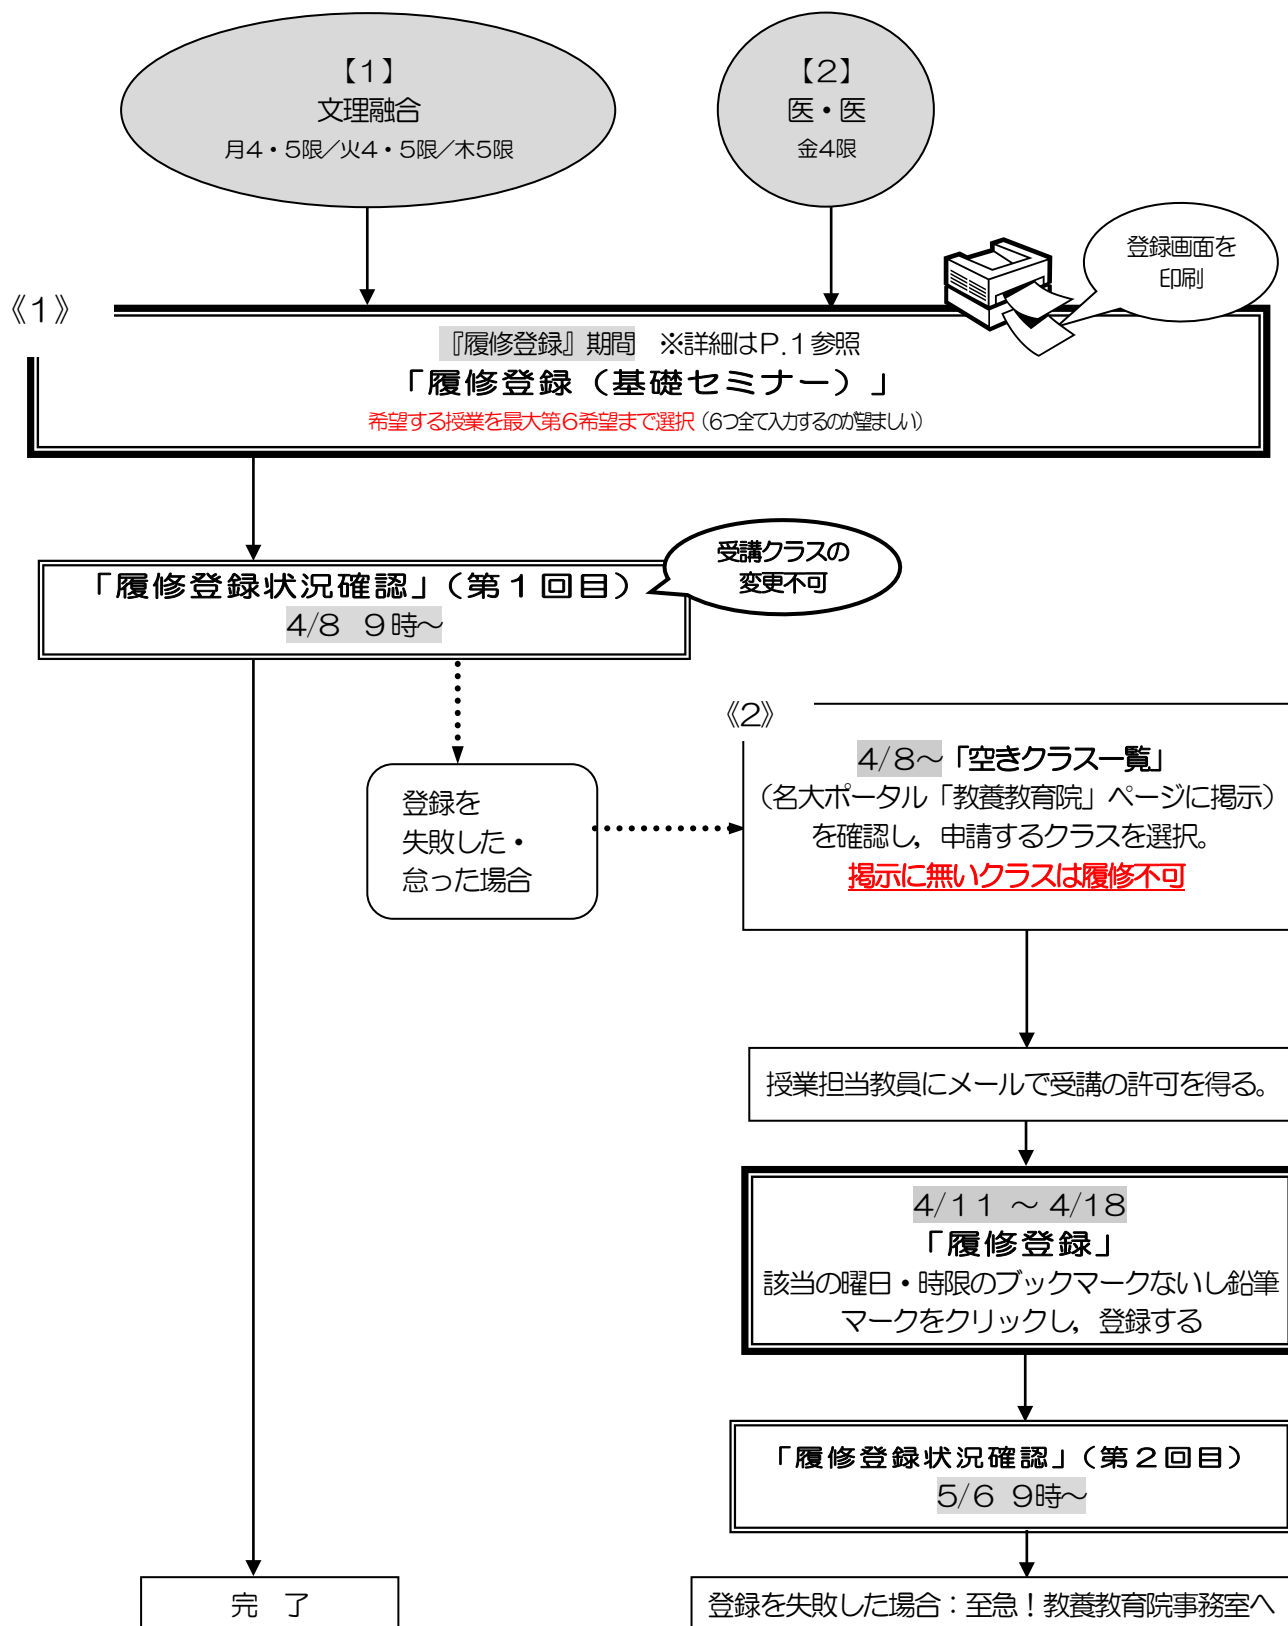 【1】
文理融合
月4・5限／火4・5限／木5限
【2】
医・医
金4限
登録画面を
印刷
《1》
『履修登録』期間　※詳細はP.1参照
「履修登録（基礎セミナー）」
希望する授業を最大第6希望まで選択（6つ全て入力するのが望ましい）
「履修登録状況確認」（第1回目）
4/8　9時～
受講クラスの
変更不可
登録を
失敗した・
怠った場合
《2》
4/8～「空きクラス一覧」
（名大ポータル「教養教育院」ページに掲示）
を確認し，申請するクラスを選択。
掲示に無いクラスは履修不可
授業担当教員にメールで受講の許可を得る。
4/11 ～ 4/18
「履修登録」
該当の曜日・時限のブックマークないし鉛筆
マークをクリックし，登録する
「履修登録状況確認」（第2回目）
5/6 9時～
完　了
登録を失敗した場合：至急！教養教育院事務室へ